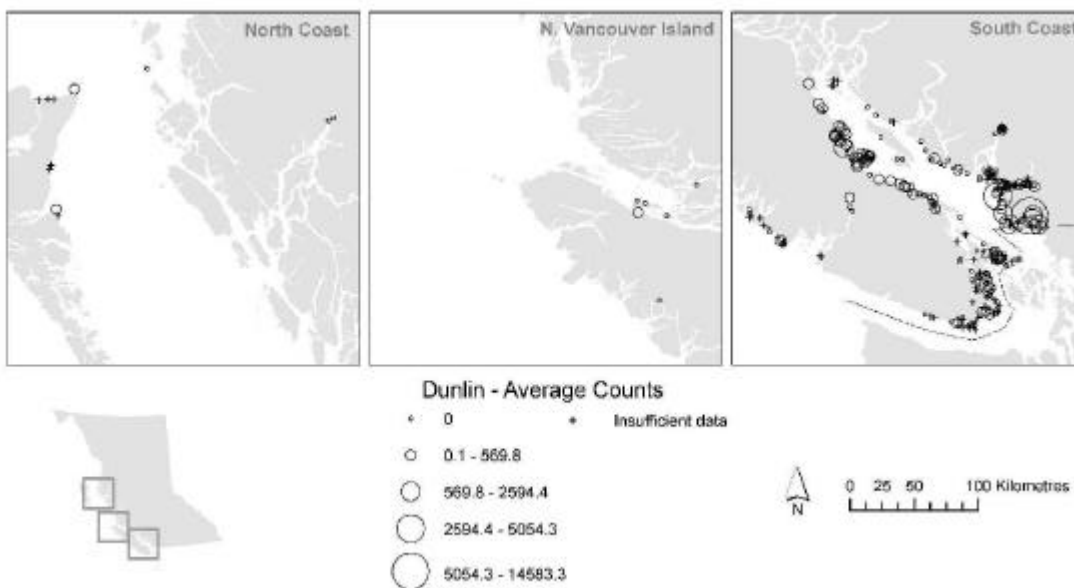 North Coast
N. Vancouver Island
South Coast
Dunlin - Average Counts
0
Insufficient data
0.1 - 569.8
569.8 - 2594.4
2594.4 - 5054.3
5054.3 - 14583.3
N
0 25 50 100 Kilometres